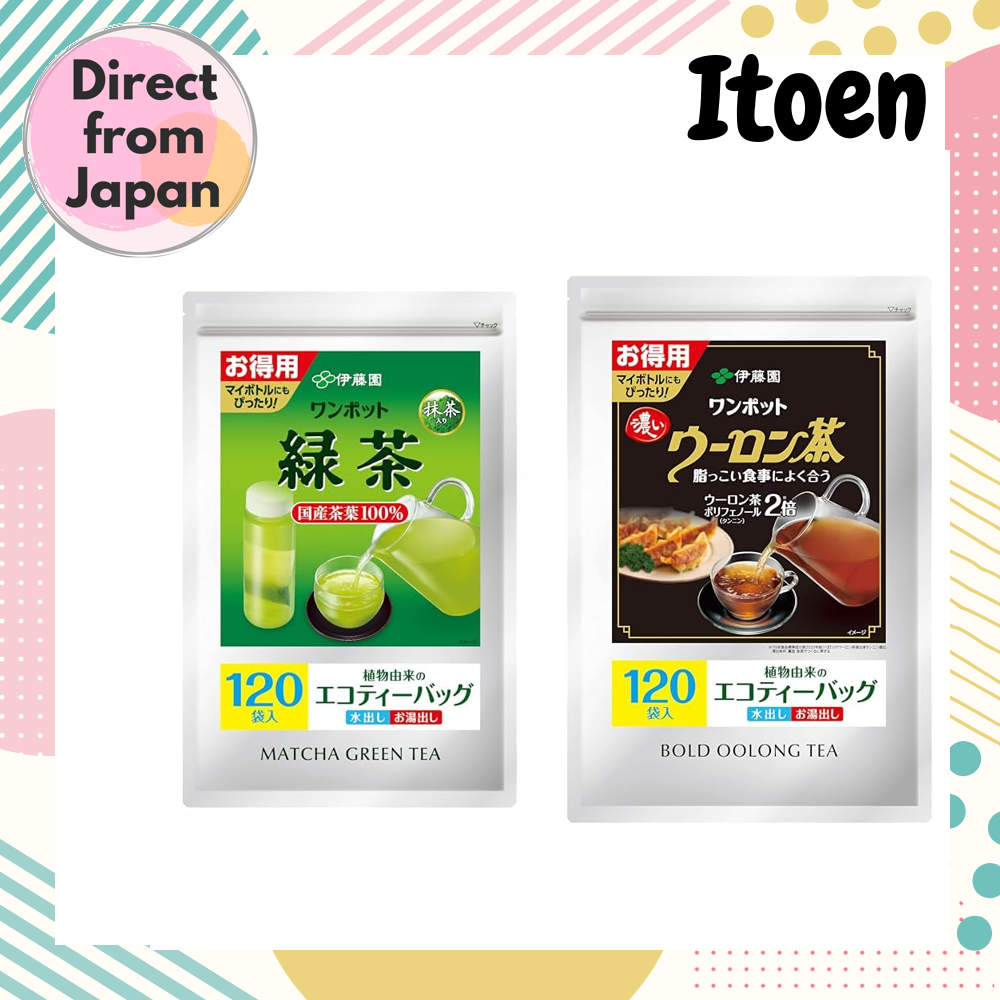 Direct
from
Japan
Itoen
▽チャック
お得用
マイボトルにも
ぴったり!
伊藤園
ワンポット
抹茶
入り
緑茶
国産茶葉100%
120
袋入
植物由来の
エコティーバッグ
水出し
お湯出し
MATCHA GREEN TEA
▽チャック
お得用
マイボトルにも
ぴったり!
伊藤園
ワンポット
濃い
ウーロン茶
脂っこい食事によく合う
ウーロン茶
ポリフェノール
(タンニン)
2倍
イメージ
120
袋入
植物由来の
エコティーバッグ
水出し
お湯出し
BOLD OOLONG TEA